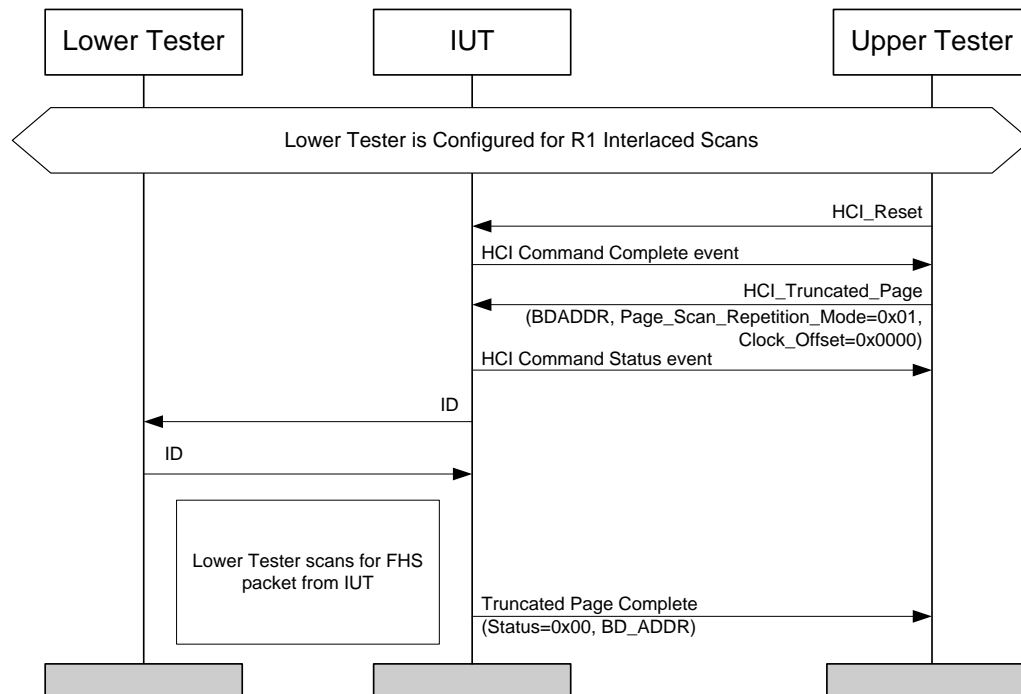 Lower Tester
IUT
Upper Tester
Lower Tester is Configured for R1 Interlaced Scans
HCI_Reset
HCI Command Complete event
HCI_Truncated_Page
(BDADDR, Page_Scan_Repetition_Mode=0x01,
Clock_Offset=0x0000)
HCI Command Status event
ID
ID
Lower Tester scans for FHS
packet from IUT
Truncated Page Complete
(Status=0x00, BD_ADDR)